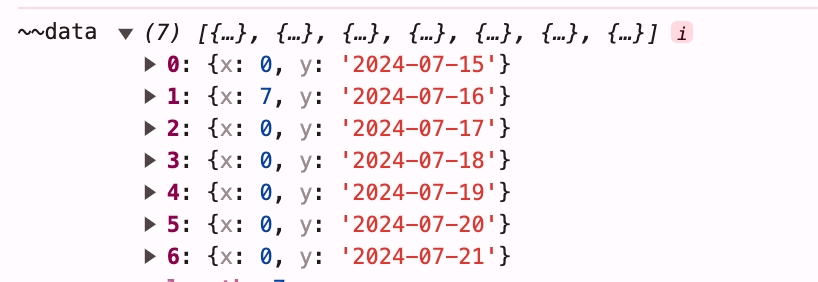 ~~data ▼ (7) [{…}, {…}, {…}, {…}, {…}, {…}, {…}] i
▶ 0: {x: 0, y: '2024-07-15'}
▶ 1: {x: 7, y: '2024-07-16'}
▶ 2: {x: 0, y: '2024-07-17'}
▶ 3: {x: 0, y: '2024-07-18'}
▶ 4: {x: 0, y: '2024-07-19'}
▶ 5: {x: 0, y: '2024-07-20'}
▶ 6: {x: 0, y: '2024-07-21'}